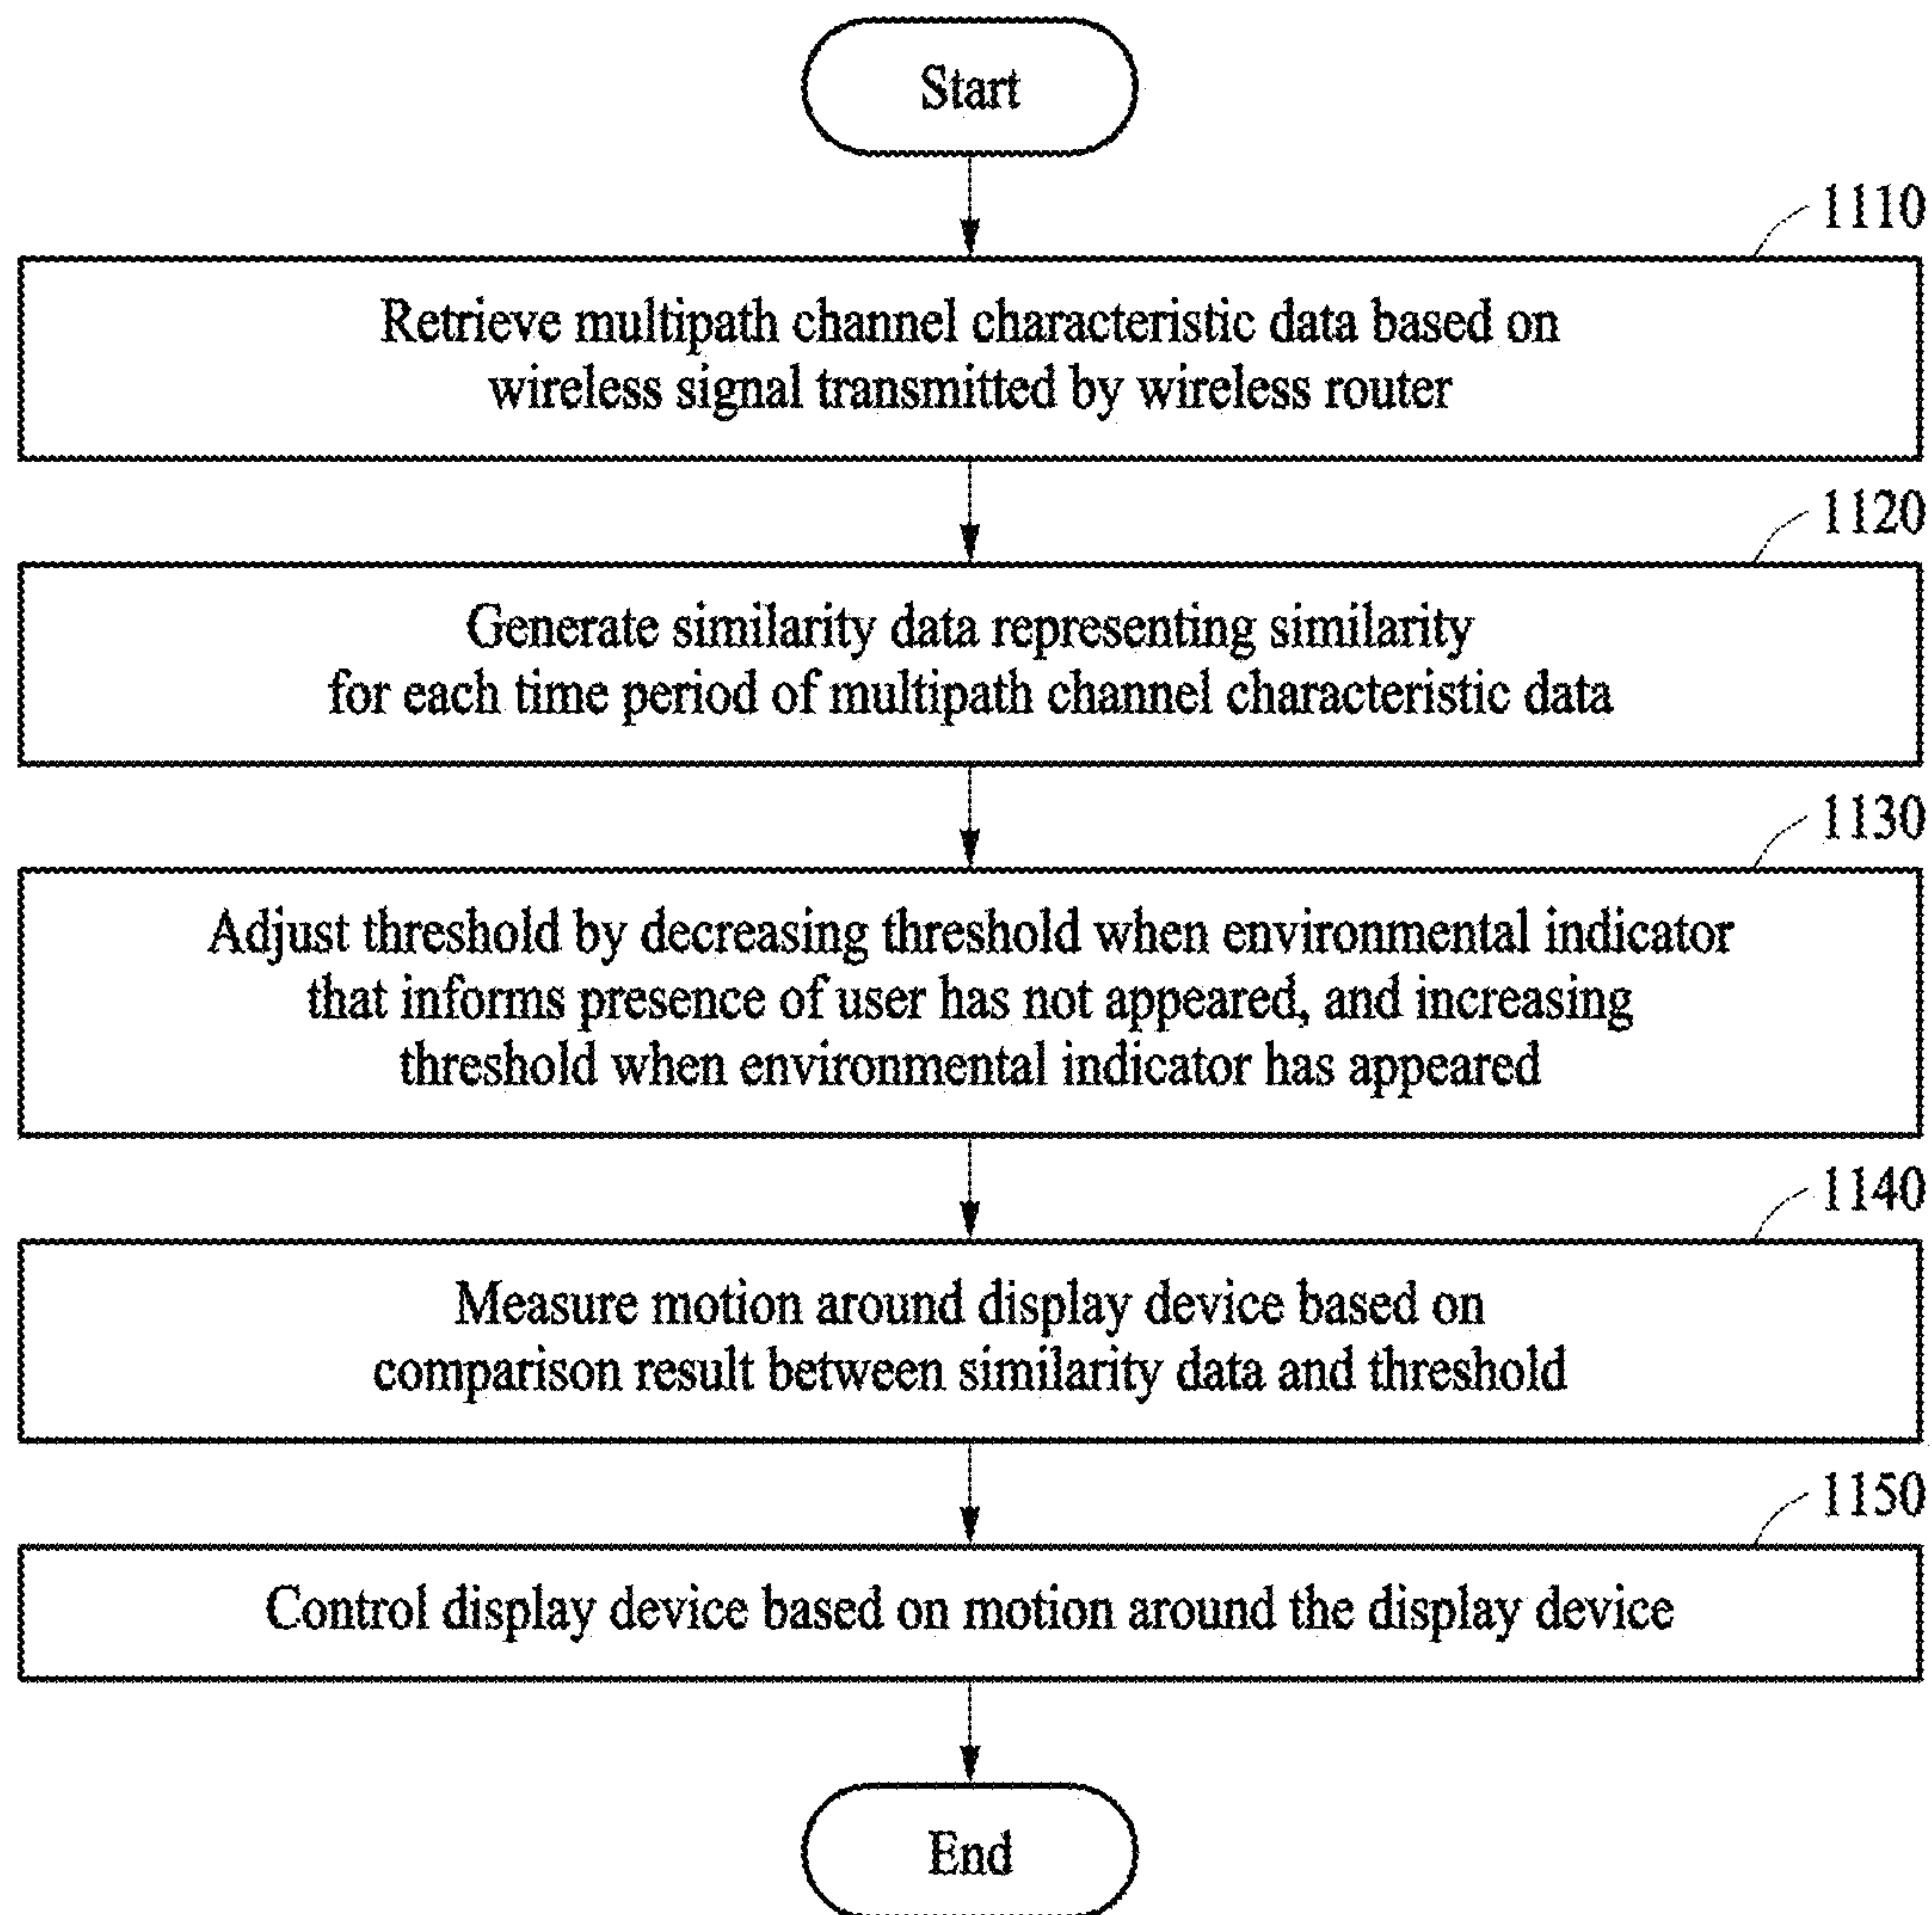 Start
1110
Retrieve multipath channel characteristic data based on
wireless signal transmitted by wireless router
1120
Generate similarity data representing similarity
for each time period of multipath channel characteristic data
1130
Adjust threshold by decreasing threshold when environmental indicator
that informs presence of user has not appeared, and increasing
threshold when environmental indicator has appeared
1140
Measure motion around display device based on
comparison result between similarity data and threshold
1150
Control display device based on motion around the display device
End